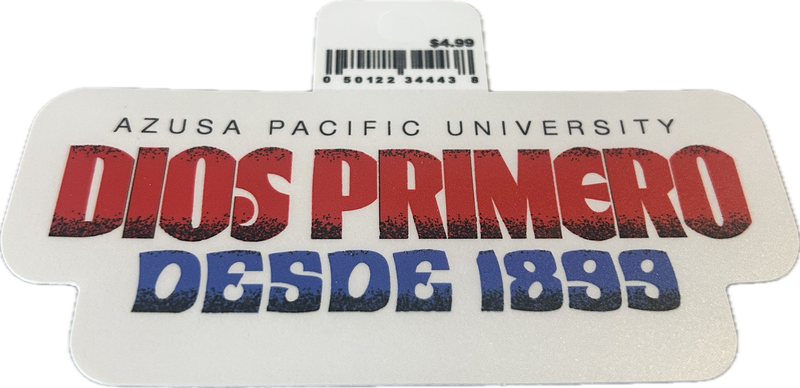 $4.99
0 50122 34443 8
AZUSA PACIFIC UNIVERSITY
DIOS PRIMERO
DESDE 1899